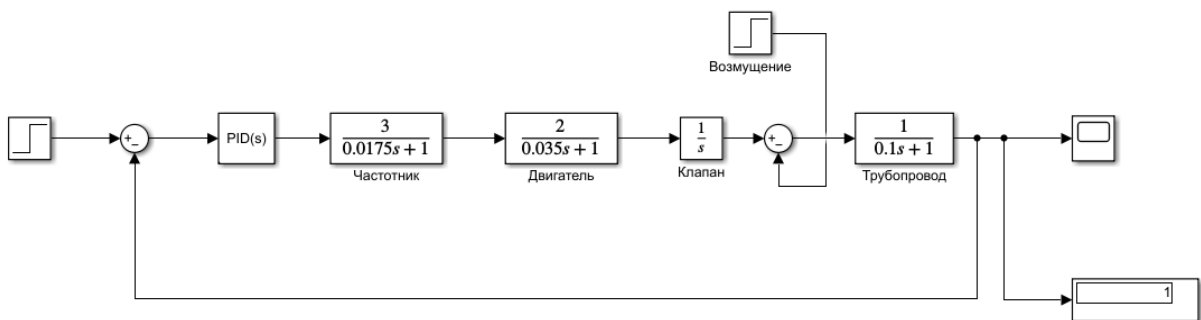 Возмущение
+
−
PID(s)
3
0.0175s + 1
Частотник
2
0.035s + 1
Двигатель
1
s
Клапан
+
−
1
0.1s + 1
Трубопровод
1